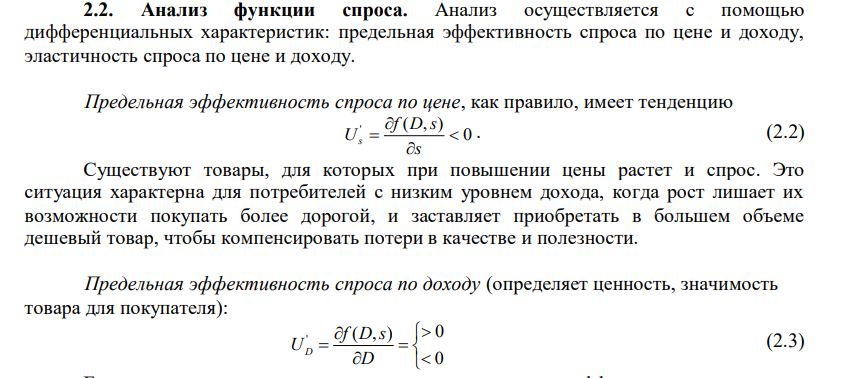 2.2. Анализ функции спроса. Анализ осуществляется с помощью
дифференциальных характеристик: предельная эффективность спроса по цене и доходу,
эластичность спроса по цене и доходу.
Предельная эффективность спроса по цене, как правило, имеет тенденцию
U'ₛ = ∂f(D,s)/∂s < 0 . (2.2)
Существуют товары, для которых при повышении цены растет и спрос. Это
ситуация характерна для потребителей с низким уровнем дохода, когда рост лишает их
возможности покупать более дорогой, и заставляет приобретать в большем объеме
дешевый товар, чтобы компенсировать потери в качестве и полезности.
Предельная эффективность спроса по доходу (определяет ценность, значимость
товара для покупателя):
U'_D = ∂f(D,s)/∂D = { > 0 < 0 (2.3)